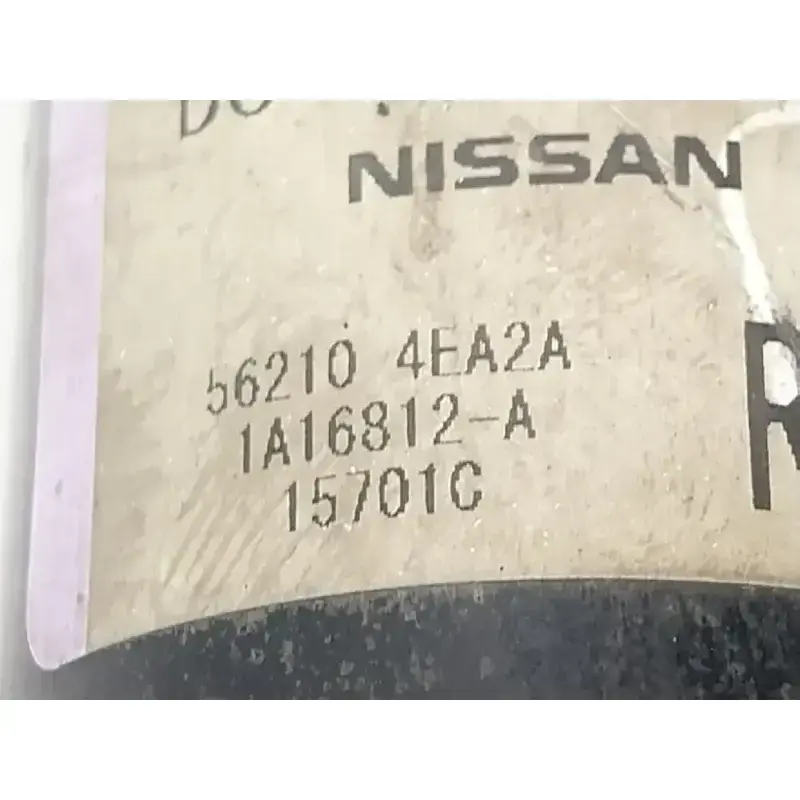 NISSAN
56210 4EA2A
1A16812-A
15701C
R